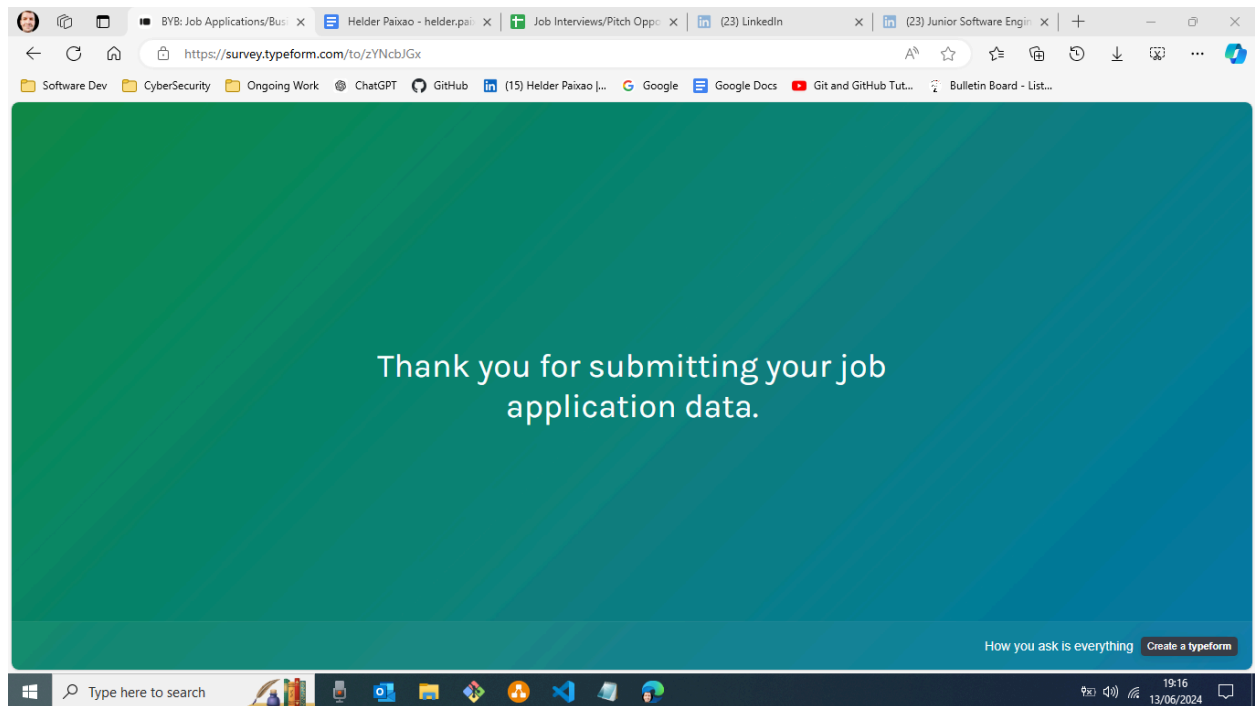 BYB: Job Applications/Busi
Helder Paixao - helder.pai
Job Interviews/Pitch Oppo
(23) LinkedIn
(23) Junior Software Engin
https://survey.typeform.com/to/zYNcbJGx
Software Dev
CyberSecurity
Ongoing Work
ChatGPT
GitHub
(15) Helder Paixao |...
Google
Google Docs
Git and GitHub Tut...
Bulletin Board - List...
Thank you for submitting your job
application data.
How you ask is everything
Create a typeform
Type here to search
19:16
13/06/2024